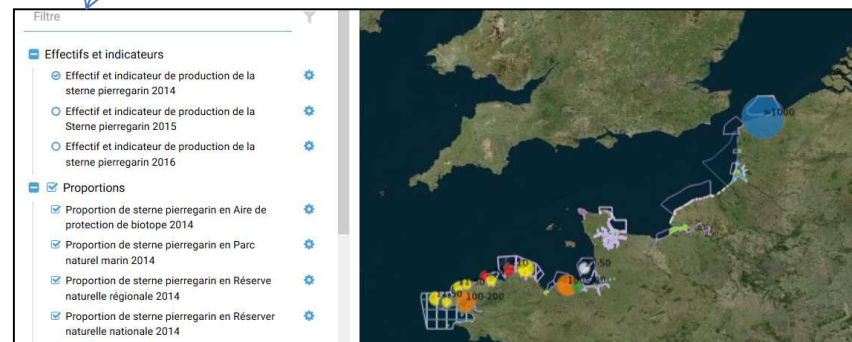 Filtre
Effectifs et indicateurs
Effectif et indicateur de production de la
sterne pierregarin 2014
Effectif et indicateur de production de la
Sterne pierregarin 2015
Effectif et indicateur de production de la
sterne pierregarin 2016
Proportions
Proportion de sterne pierregarin en Aire de
protection de biotope 2014
Proportion de sterne pierregarin en Parc
naturel marin 2014
Proportion de sterne pierregarin en Réserve
naturelle régionale 2014
Proportion de sterne pierregarin en Réserver
naturelle nationale 2014
>1000
100-200